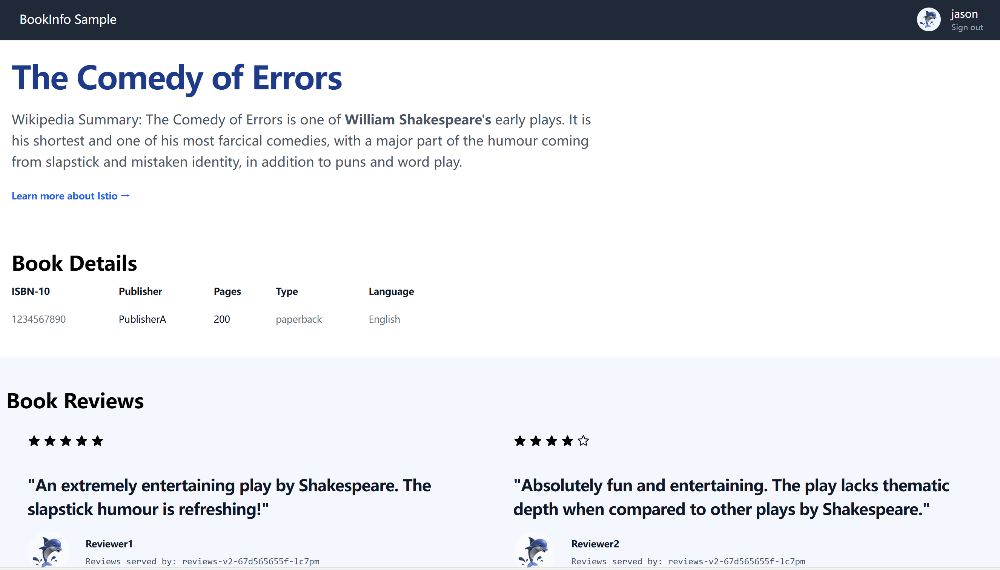 BookInfo Sample
jason
Sign out
The Comedy of Errors
Wikipedia Summary: The Comedy of Errors is one of William Shakespeare's early plays. It is
his shortest and one of his most farcical comedies, with a major part of the humour coming
from slapstick and mistaken identity, in addition to puns and word play.
Learn more about Istio →
Book Details
ISBN-10 Publisher Pages Type Language
1234567890 PublisherA 200 paperback English
Book Reviews
"An extremely entertaining play by Shakespeare. The
slapstick humour is refreshing!"
Reviewer1
Reviews served by: reviews-v2-67d565655f-lc7pm
"Absolutely fun and entertaining. The play lacks thematic
depth when compared to other plays by Shakespeare."
Reviewer2
Reviews served by: reviews-v2-67d565655f-lc7pm